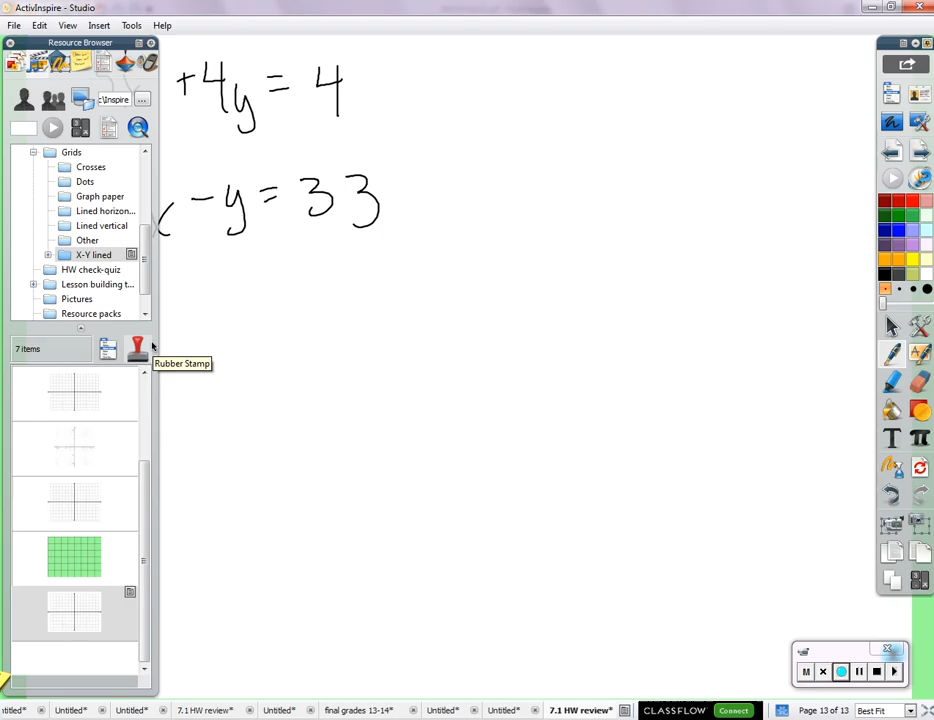 ActivInspire - Studio
File Edit View Insert Tools Help
Resource Browser
c\Inspire ...
Grids
Crosses
Dots
Graph paper
Lined horizon...
Lined vertical
Other
X-Y lined
HW check-quiz
Lesson building t...
Pictures
Resource packs
7 items
Rubber Stamp
+4y = 4
-y = 33
T π
M
ntitled* Untitled* Untitled* 7.1 HW review* Untitled* final grades 13-14* Untitled* Untitled* 7.1 HW review* CLASSFLOW Connect Page 13 of 13 Best Fit